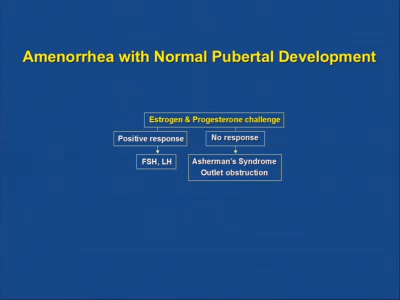 Amenorrhea with Normal Pubertal Development
Estrogen & Progesterone challenge
Positive response
No response
FSH, LH
Asherman's Syndrome
Outlet obstruction